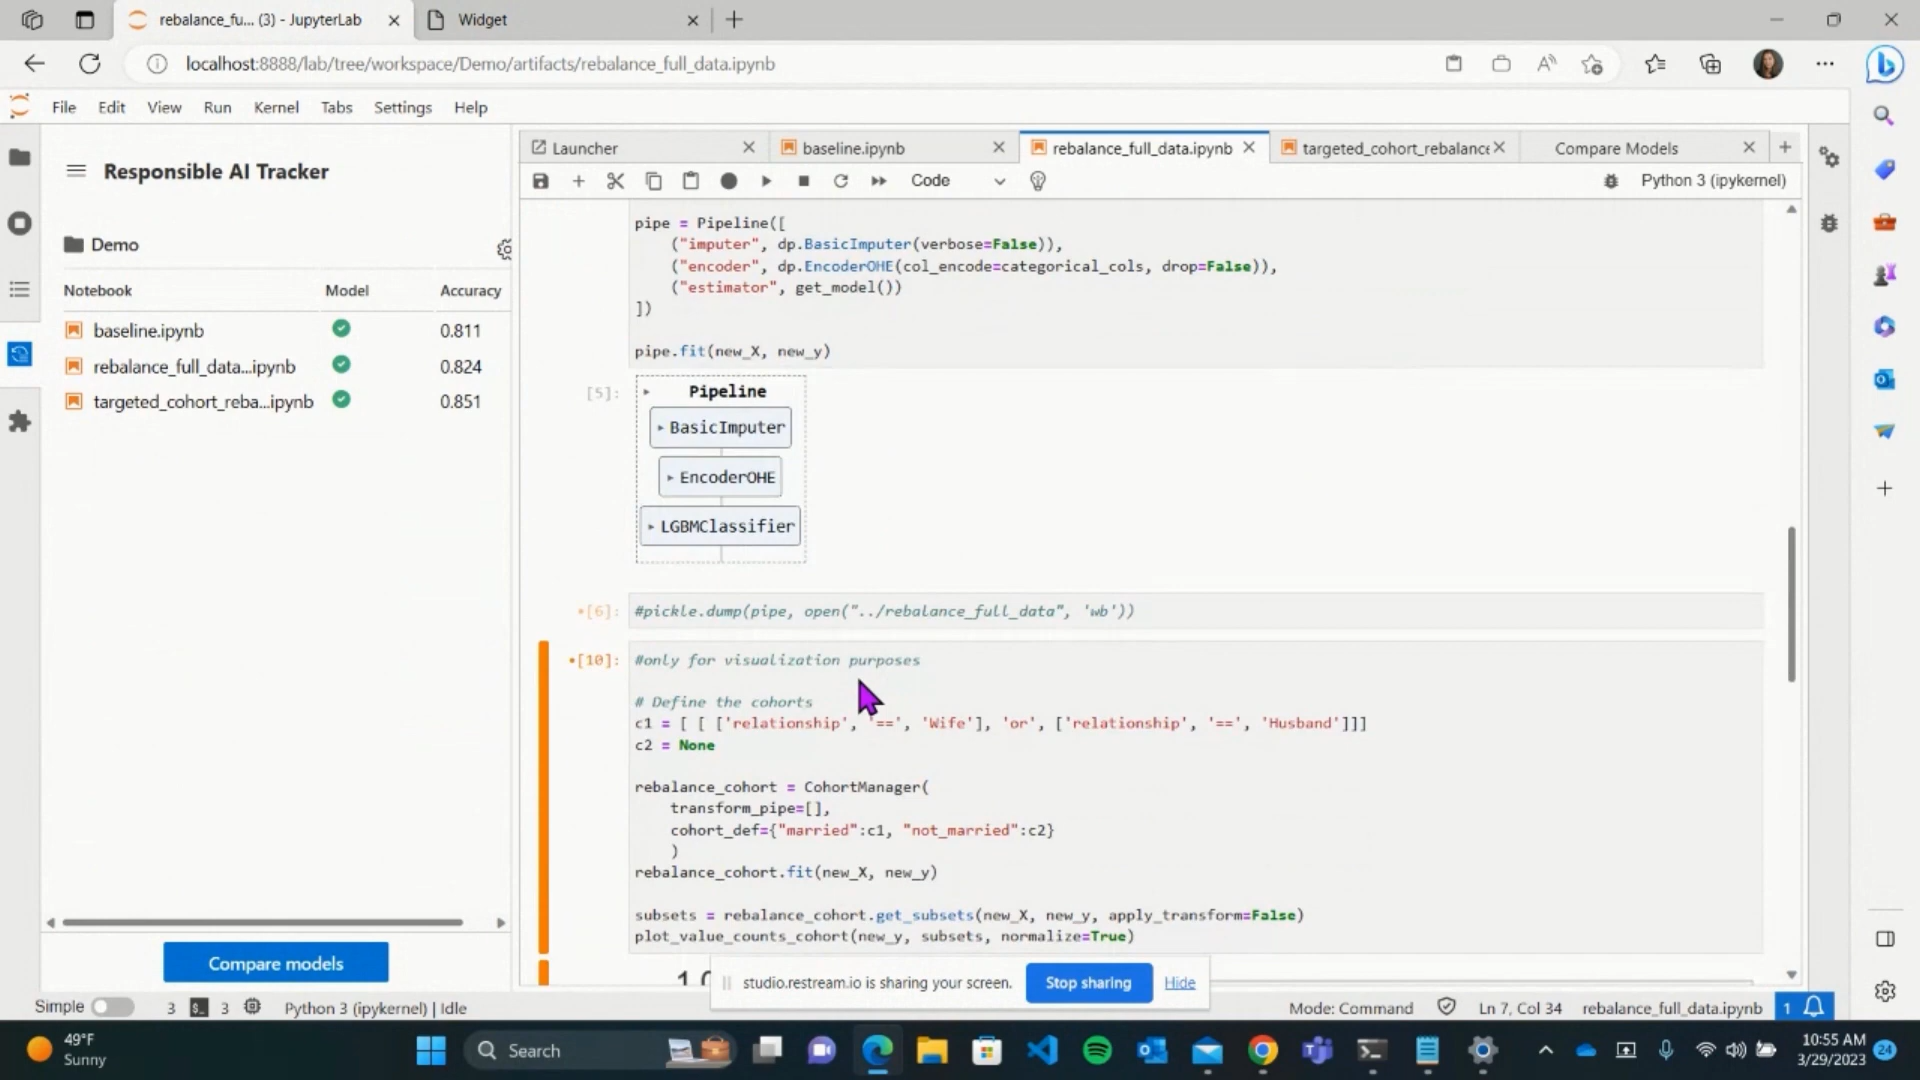 rebalance_fu... (3) - JupyterLab
Widget
localhost:8888/lab/tree/workspace/Demo/artifacts/rebalance_full_data.ipynb
File Edit View Run Kernel Tabs Settings Help
Responsible AI Tracker
Demo
Notebook Model Accuracy
baseline.ipynb 0.811
rebalance_full_data...ipynb 0.824
targeted_cohort_reba...ipynb 0.851
Compare models
Launcher
baseline.ipynb
rebalance_full_data.ipynb
targeted_cohort_rebalance
Compare Models
Code
Python 3 (ipykernel)
pipe = Pipeline([
("imputer", dp.BasicImputer(verbose=False)),
("encoder", dp.EncoderOHE(col_encode=categorical_cols, drop=False)),
("estimator", get_model())
])
pipe.fit(new_X, new_y)
[5]:
Pipeline
BasicImputer
EncoderOHE
LGBMClassifier
•[6]: #pickle.dump(pipe, open("../rebalance_full_data", 'wb'))
•[10]: #only for visualization purposes
# Define the cohorts
c1 = [ [ ['relationship', '==', 'Wife'], 'or', ['relationship', '==', 'Husband']]]
c2 = None
rebalance_cohort = CohortManager(
transform_pipe=[],
cohort_def={"married":c1, "not_married":c2}
)
rebalance_cohort.fit(new_X, new_y)
subsets = rebalance_cohort.get_subsets(new_X, new_y, apply_transform=False)
plot_value_counts_cohort(new_y, subsets, normalize=True)
studio.restream.io is sharing your screen.
Stop sharing
Hide
Simple
3
3
Python 3 (ipykernel) | Idle
Mode: Command
Ln 7, Col 34
rebalance_full_data.ipynb
1
49°F
Sunny
Search
10:55 AM
3/29/2023
24